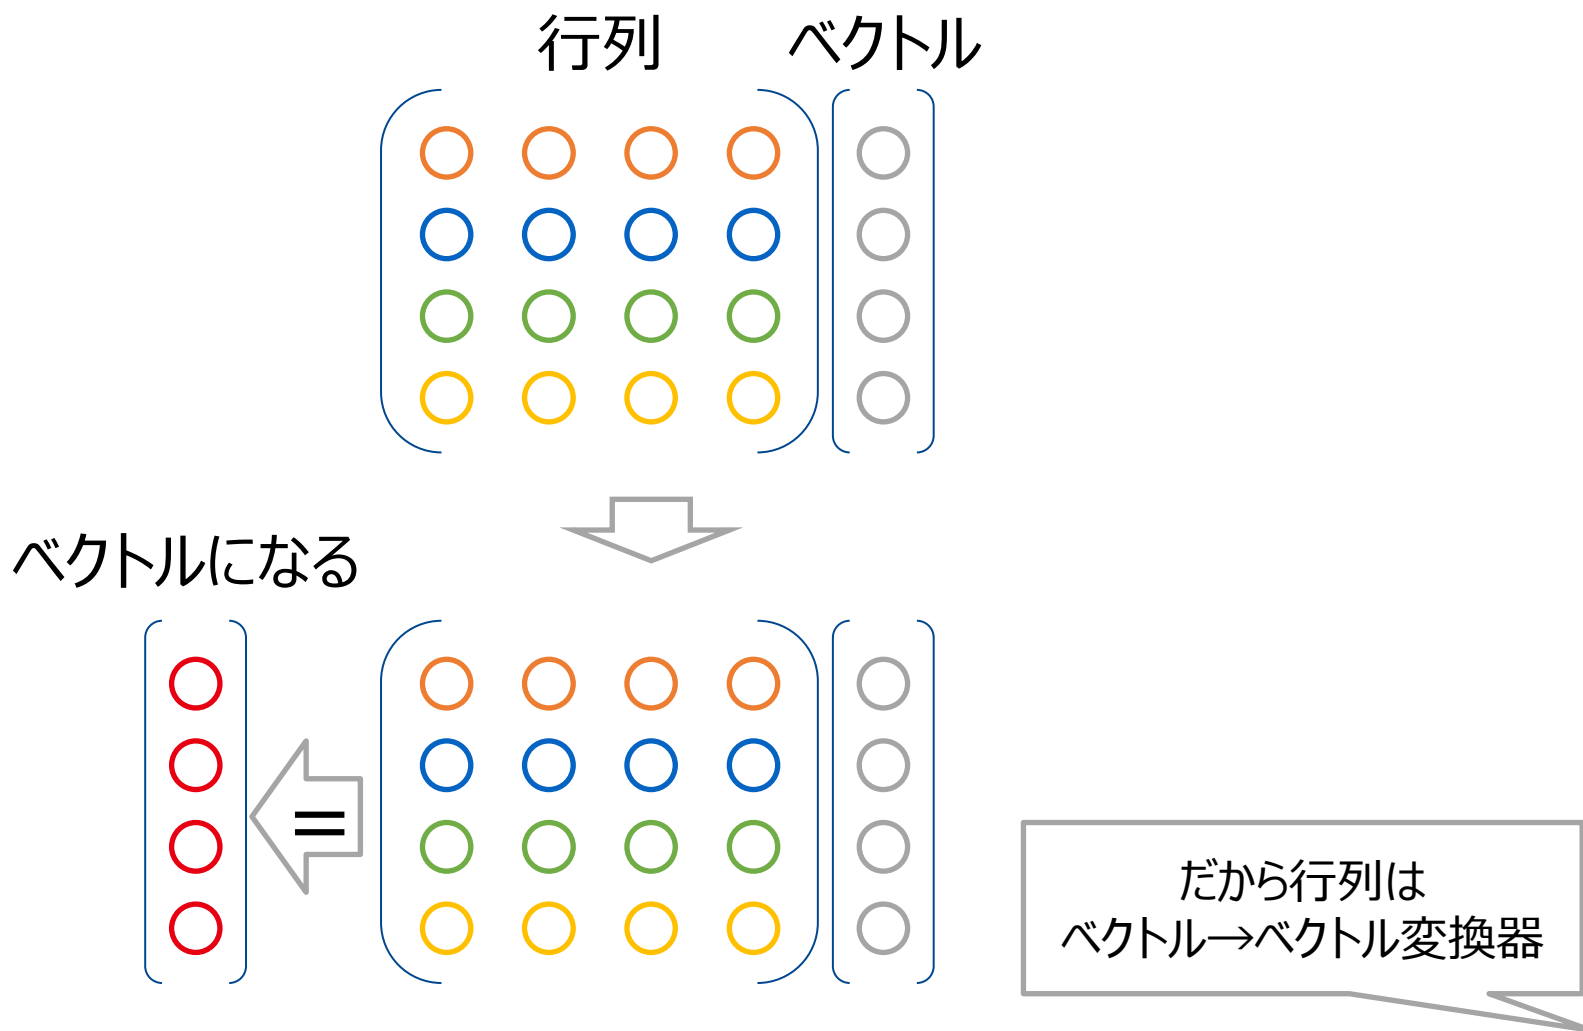 行列
ベクトル
ベクトルになる
=
だから行列は
ベクトル→ベクトル変換器